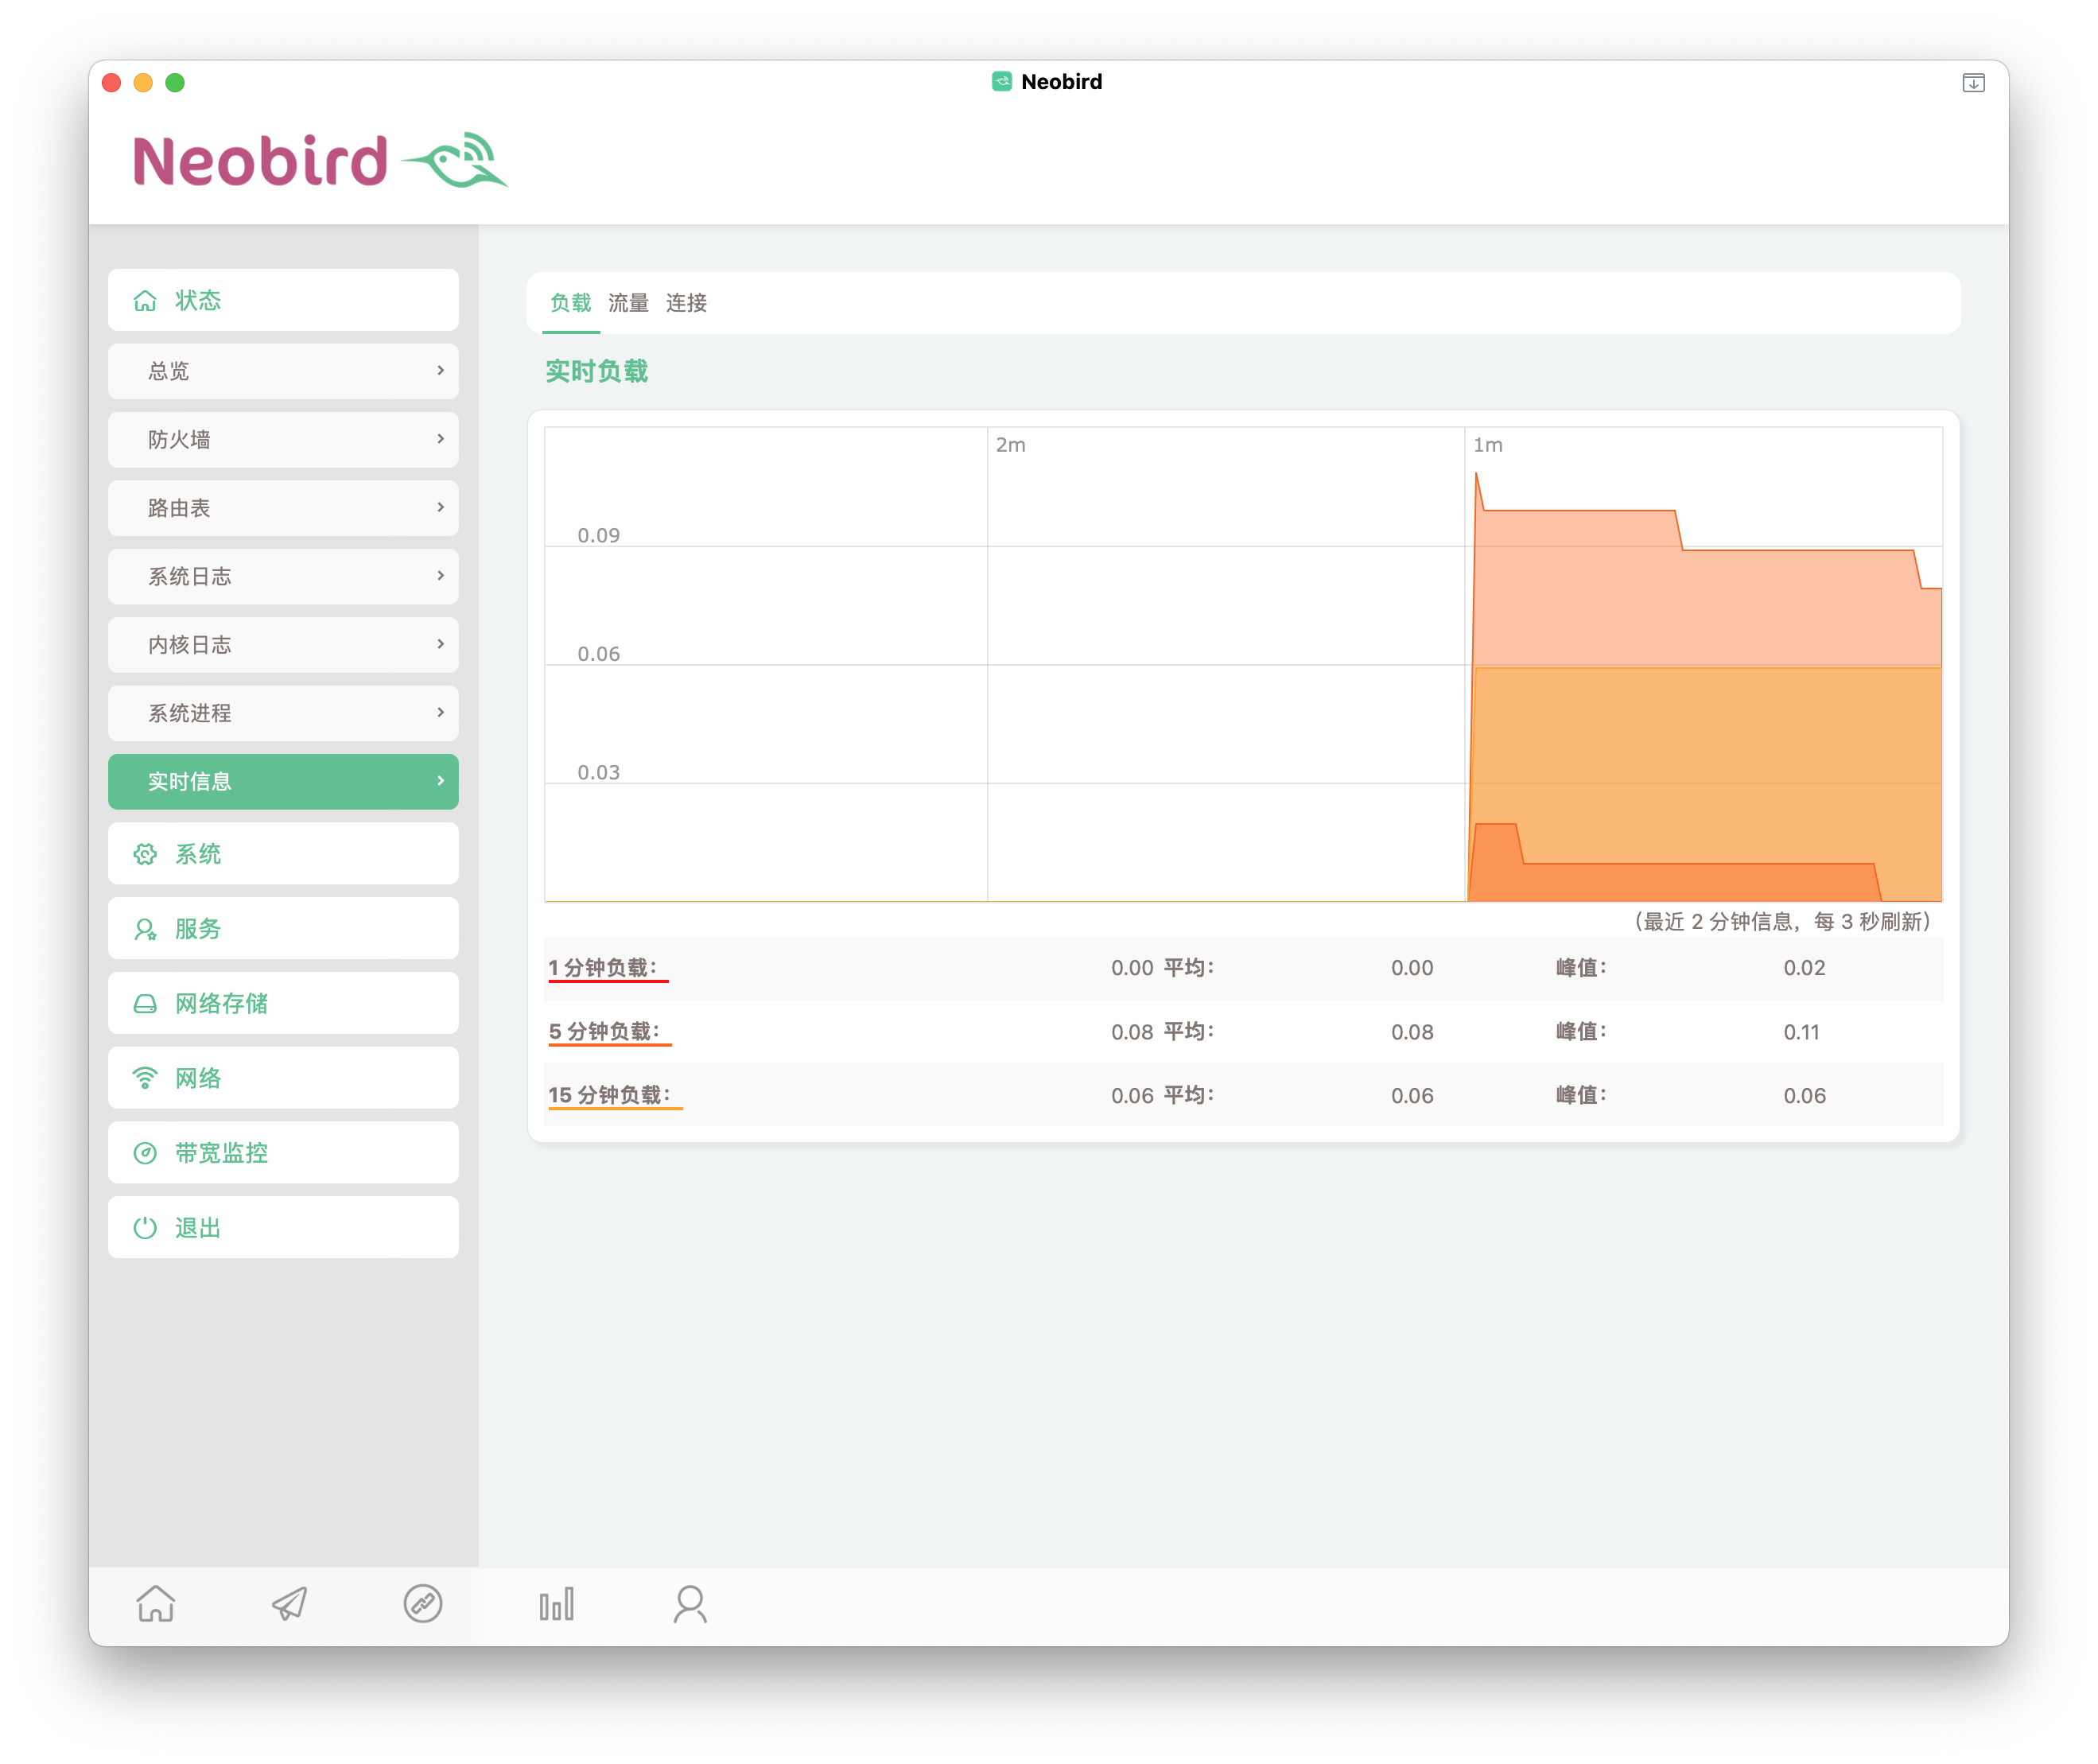 Neobird
Neobird
状态
总览
防火墙
路由表
系统日志
内核日志
系统进程
实时信息
系统
服务
网络存储
网络
带宽监控
退出
负载 流量 连接
实时负载
2m 1m
0.09
0.06
0.03
（最近 2 分钟信息，每 3 秒刷新）
1 分钟负载： 0.00 平均： 0.00 峰值： 0.02
5 分钟负载： 0.08 平均： 0.08 峰值： 0.11
15 分钟负载： 0.06 平均： 0.06 峰值： 0.06